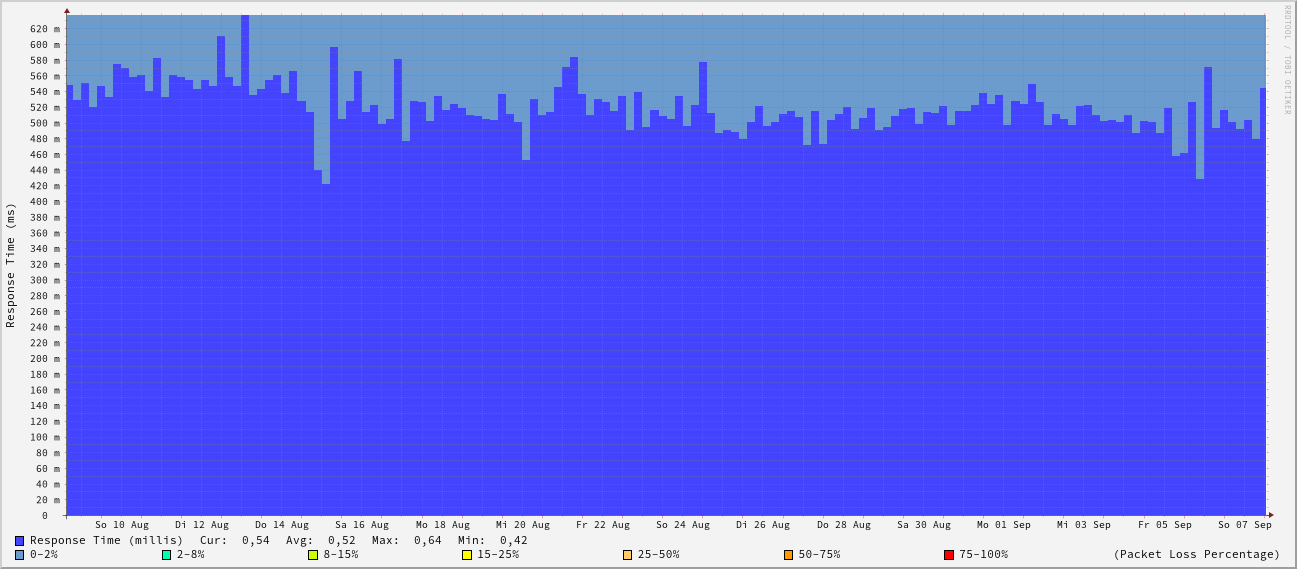 RRDTOOL / TOBI OETIKER
Response Time (ms)
620 m
600 m
580 m
560 m
540 m
520 m
500 m
480 m
460 m
440 m
420 m
400 m
380 m
360 m
340 m
320 m
300 m
280 m
260 m
240 m
220 m
200 m
180 m
160 m
140 m
120 m
100 m
80 m
60 m
40 m
20 m
0
So 10 Aug Di 12 Aug Do 14 Aug Sa 16 Aug Mo 18 Aug Mi 20 Aug Fr 22 Aug So 24 Aug Di 26 Aug Do 28 Aug Sa 30 Aug Mo 01 Sep Mi 03 Sep Fr 05 Sep So 07 Sep
Response Time (millis) Cur: 0,54 Avg: 0,52 Max: 0,64 Min: 0,42
0-2% 2-8% 8-15% 15-25% 25-50% 50-75% 75-100% (Packet Loss Percentage)